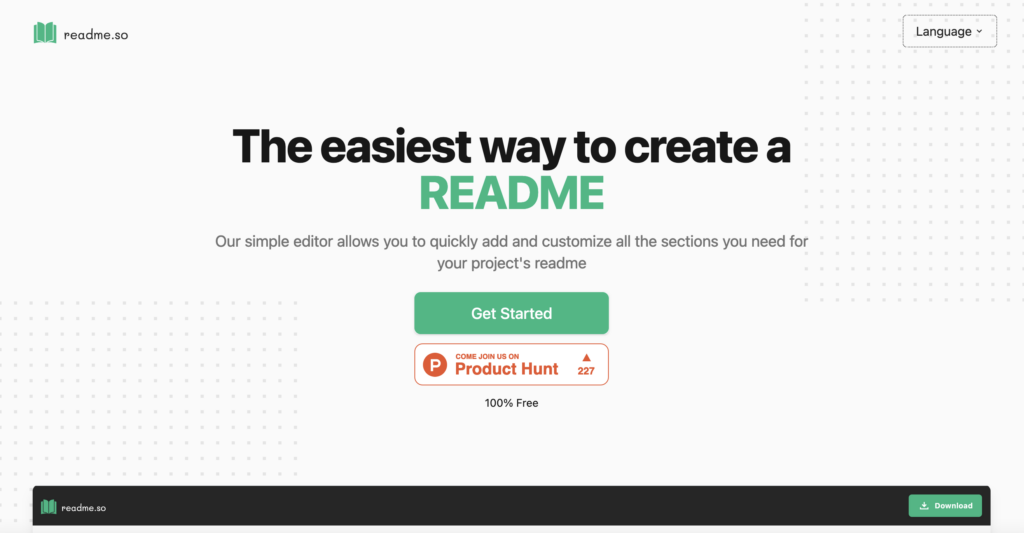 readme.so
Language
The easiest way to create a
README
Our simple editor allows you to quickly add and customize all the sections you need for
your project's readme
Get Started
P
COME JOIN US ON
Product Hunt
227
100% Free
readme.so
Download